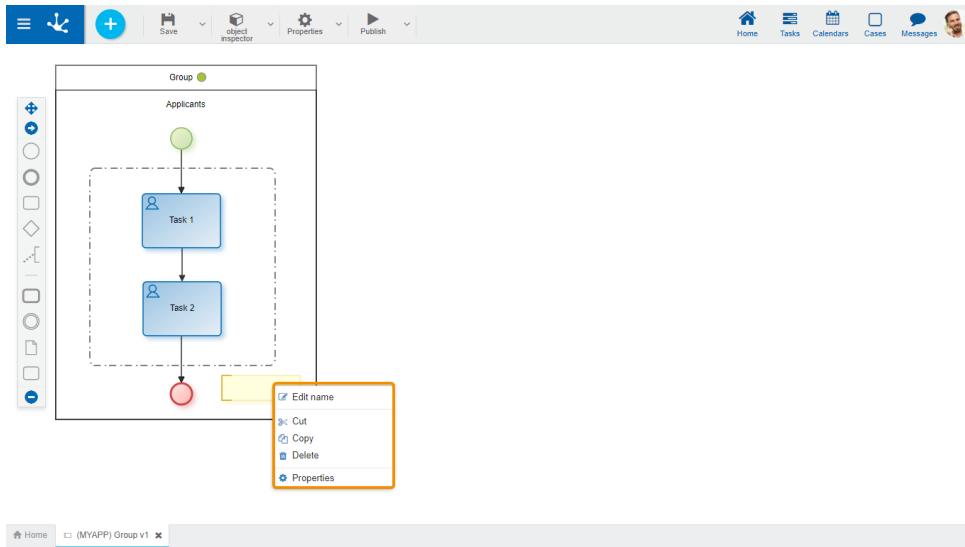 Save
object
inspector
Properties
Publish
Home
Tasks
Calendars
Cases
Messages
Group
Applicants
Task 1
Task 2
Edit name
Cut
Copy
Delete
Properties
Home
(MYAPP) Group v1